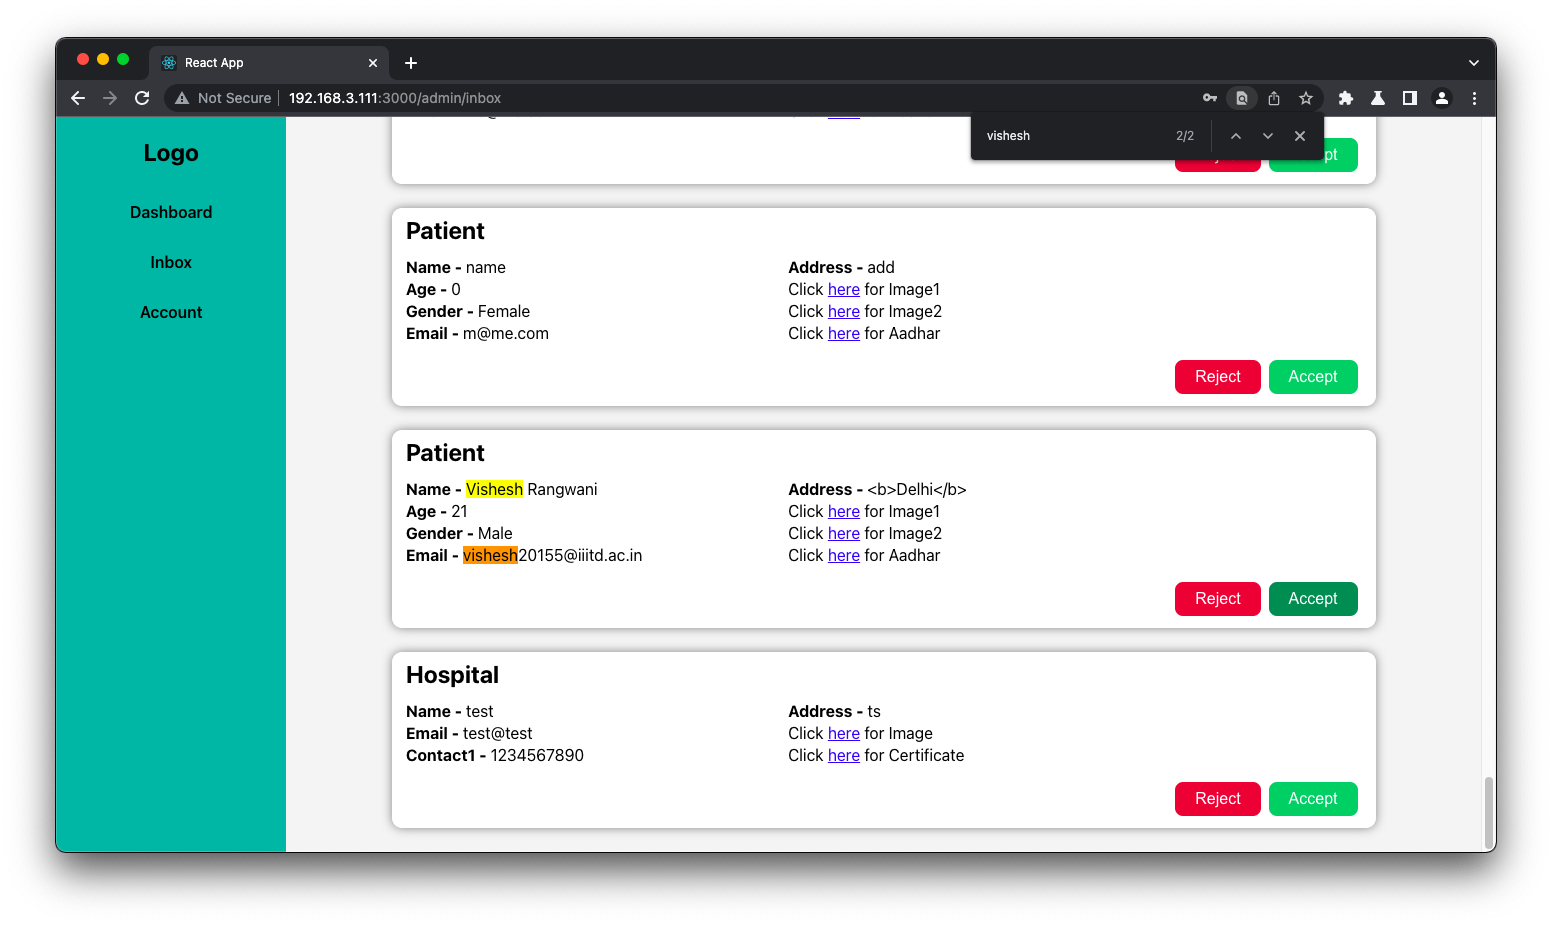 React App
Not Secure
192.168.3.111:3000/admin/inbox
vishesh
2/2
Logo
Dashboard
Inbox
Account
Patient
Name - name
Age - 0
Gender - Female
Email - m@me.com
Address - add
Click here for Image1
Click here for Image2
Click here for Aadhar
Reject
Accept
Patient
Name - Vishesh Rangwani
Age - 21
Gender - Male
Email - vishesh20155@iiitd.ac.in
Address - <b>Delhi</b>
Click here for Image1
Click here for Image2
Click here for Aadhar
Reject
Accept
Hospital
Name - test
Email - test@test
Contact1 - 1234567890
Address - ts
Click here for Image
Click here for Certificate
Reject
Accept